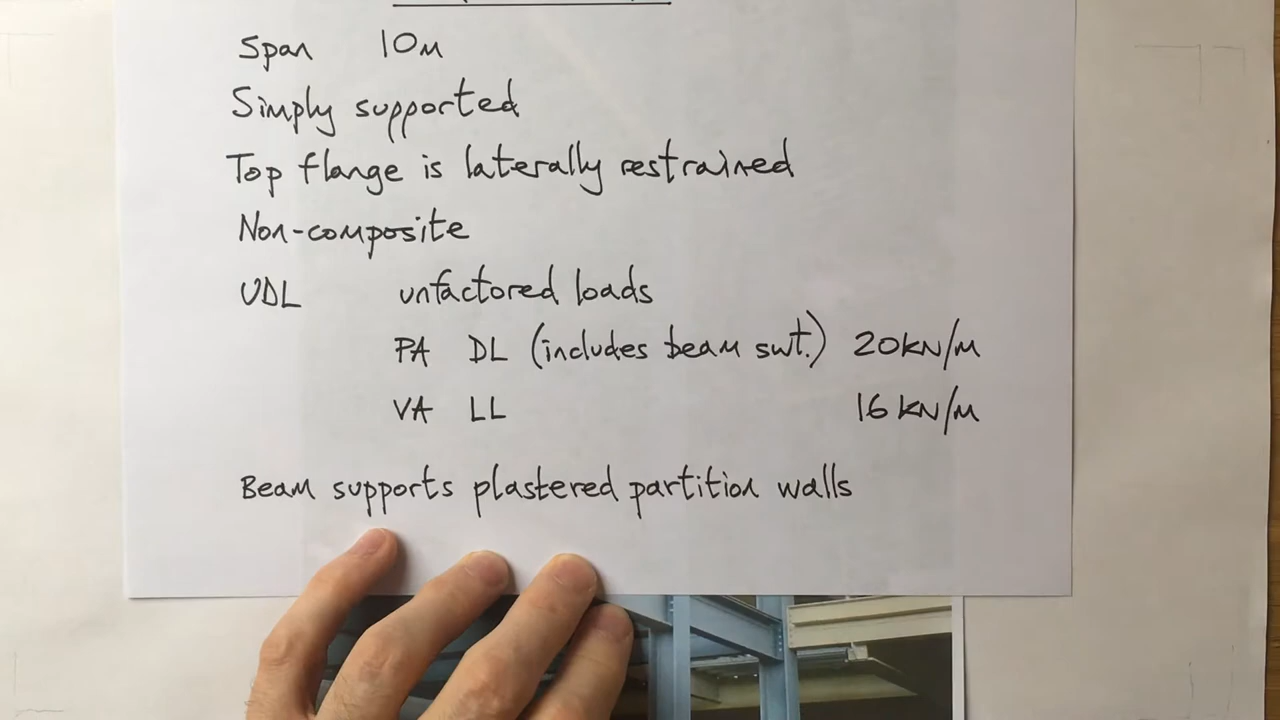 Span 10m
Simply supported
Top flange is laterally restrained
Non-composite
UDL unfactored loads
PA DL (includes beam swt.) 20kN/m
VA LL 16kN/m
Beam supports plastered partition walls